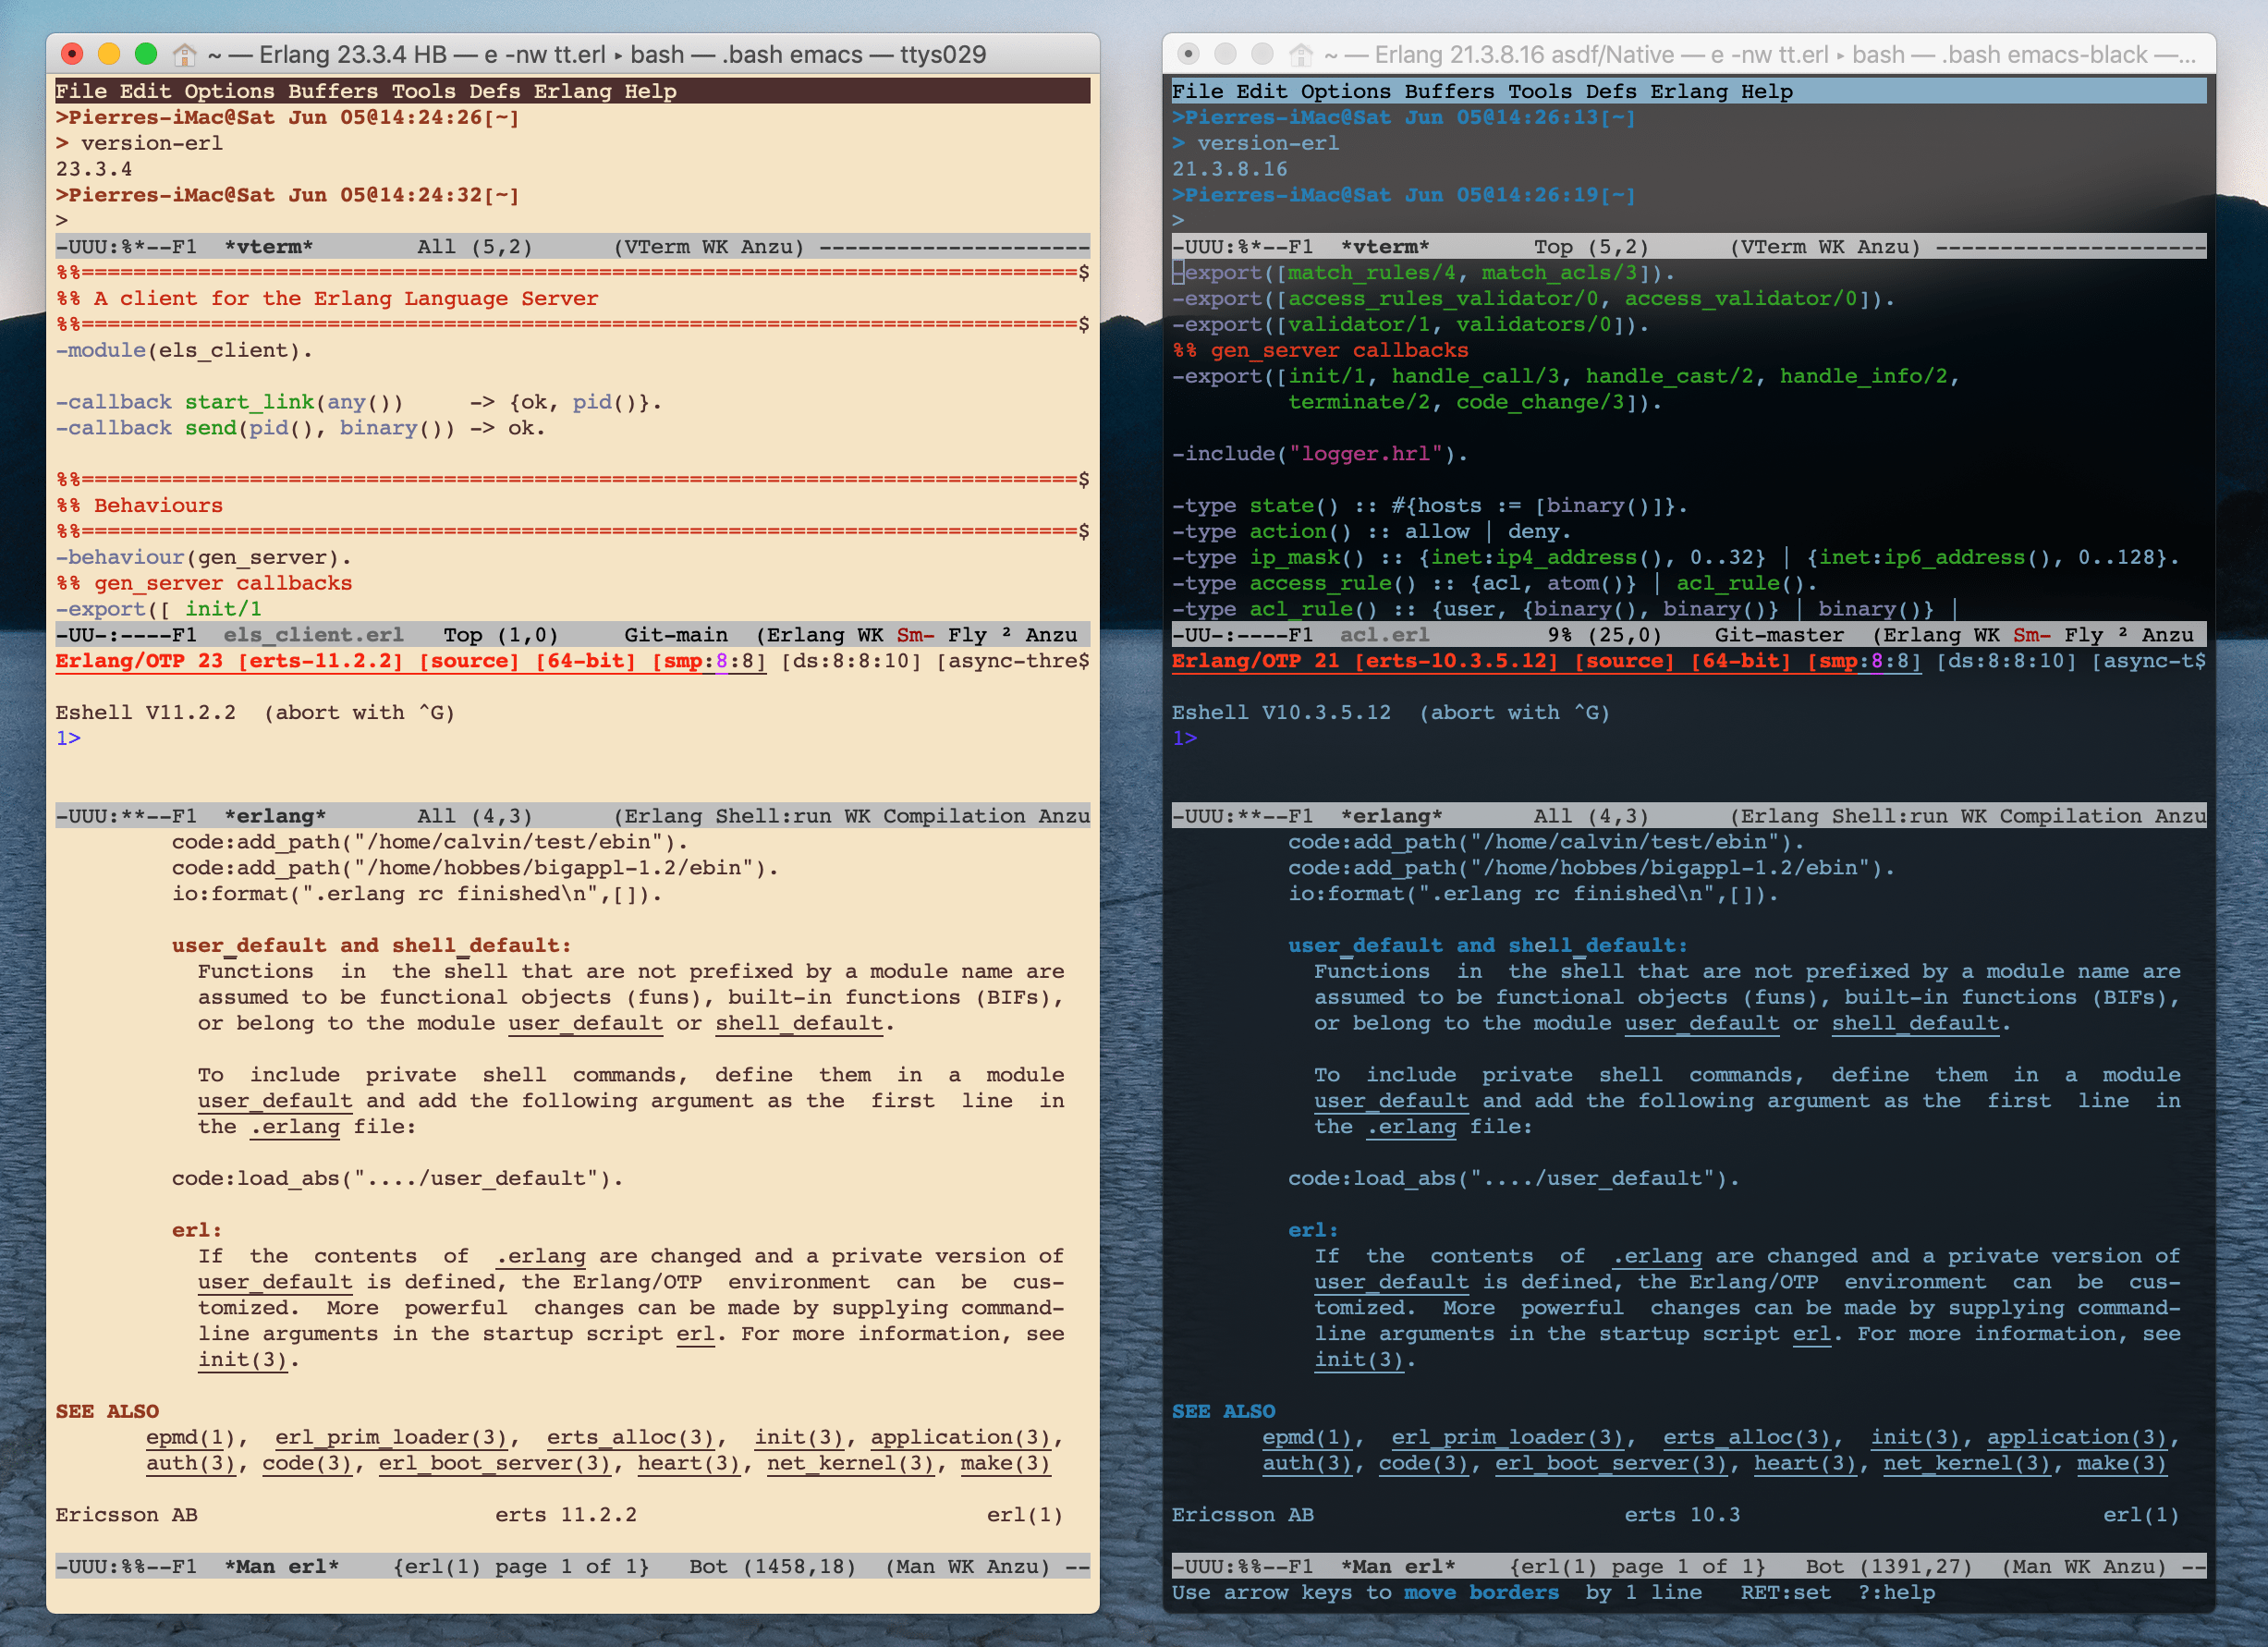 ~ — Erlang 23.3.4 HB — e -nw tt.erl ▸ bash — .bash emacs — ttys029
File Edit Options Buffers Tools Defs Erlang Help
>Pierres-iMac@Sat Jun 05@14:24:26[~]
> version-erl
23.3.4
>Pierres-iMac@Sat Jun 05@14:24:32[~]
>
-UUU:%*--F1  *vterm*        All (5,2)      (VTerm WK Anzu) ---------------------
%%=============================================================================$
%% A client for the Erlang Language Server
%%=============================================================================$
-module(els_client).
-callback start_link(any())     -> {ok, pid()}.
-callback send(pid(), binary()) -> ok.
%%=============================================================================$
%% Behaviours
%%=============================================================================$
-behaviour(gen_server).
%% gen_server callbacks
-export([ init/1
-UU-:----F1  els_client.erl   Top (1,0)     Git-main  (Erlang WK Sm- Fly ² Anzu
Erlang/OTP 23 [erts-11.2.2] [source] [64-bit] [smp:8:8] [ds:8:8:10] [async-thre$
Eshell V11.2.2  (abort with ^G)
1>
-UUU:**--F1  *erlang*       All (4,3)      (Erlang Shell:run WK Compilation Anzu
code:add_path("/home/calvin/test/ebin").
code:add_path("/home/hobbes/bigappl-1.2/ebin").
io:format(".erlang rc finished\n",[]).
user_default and shell_default:
Functions  in  the shell that are not prefixed by a module name are
assumed to be functional objects (funs), built-in functions (BIFs),
or belong to the module user_default or shell_default.
To  include  private  shell  commands,  define  them  in  a  module
user_default and add the following argument as the  first  line  in
the .erlang file:
code:load_abs("..../user_default").
erl:
If  the  contents  of  .erlang are changed and a private version of
user_default is defined, the Erlang/OTP  environment  can  be  cus-
tomized.  More  powerful  changes can be made by supplying command-
line arguments in the startup script erl. For more information, see
init(3).
SEE ALSO
epmd(1),  erl_prim_loader(3),  erts_alloc(3),  init(3), application(3),
auth(3), code(3), erl_boot_server(3), heart(3), net_kernel(3), make(3)
Ericsson AB                       erts 11.2.2                           erl(1)
-UUU:%%--F1  *Man erl*    {erl(1) page 1 of 1}   Bot (1458,18)  (Man WK Anzu) --
~ — Erlang 21.3.8.16 asdf/Native — e -nw tt.erl ▸ bash — .bash emacs-black —...
File Edit Options Buffers Tools Defs Erlang Help
>Pierres-iMac@Sat Jun 05@14:26:13[~]
> version-erl
21.3.8.16
>Pierres-iMac@Sat Jun 05@14:26:19[~]
>
-UUU:%*--F1  *vterm*        Top (5,2)      (VTerm WK Anzu) ---------------------
-export([match_rules/4, match_acls/3]).
-export([access_rules_validator/0, access_validator/0]).
-export([validator/1, validators/0]).
%% gen_server callbacks
-export([init/1, handle_call/3, handle_cast/2, handle_info/2,
terminate/2, code_change/3]).
-include("logger.hrl").
-type state() :: #{hosts := [binary()]}.
-type action() :: allow | deny.
-type ip_mask() :: {inet:ip4_address(), 0..32} | {inet:ip6_address(), 0..128}.
-type access_rule() :: {acl, atom()} | acl_rule().
-type acl_rule() :: {user, {binary(), binary()} | binary()} |
-UU-:----F1  acl.erl         9% (25,0)    Git-master  (Erlang WK Sm- Fly ² Anzu
Erlang/OTP 21 [erts-10.3.5.12] [source] [64-bit] [smp:8:8] [ds:8:8:10] [async-t$
Eshell V10.3.5.12  (abort with ^G)
1>
-UUU:**--F1  *erlang*       All (4,3)      (Erlang Shell:run WK Compilation Anzu
code:add_path("/home/calvin/test/ebin").
code:add_path("/home/hobbes/bigappl-1.2/ebin").
io:format(".erlang rc finished\n",[]).
user_default and shell_default:
Functions  in  the shell that are not prefixed by a module name are
assumed to be functional objects (funs), built-in functions (BIFs),
or belong to the module user_default or shell_default.
To  include  private  shell  commands,  define  them  in  a  module
user_default and add the following argument as the  first  line  in
the .erlang file:
code:load_abs("..../user_default").
erl:
If  the  contents  of  .erlang are changed and a private version of
user_default is defined, the Erlang/OTP  environment  can  be  cus-
tomized.  More  powerful  changes can be made by supplying command-
line arguments in the startup script erl. For more information, see
init(3).
SEE ALSO
epmd(1),  erl_prim_loader(3),  erts_alloc(3),  init(3), application(3),
auth(3), code(3), erl_boot_server(3), heart(3), net_kernel(3), make(3)
Ericsson AB                        erts 10.3                            erl(1)
-UUU:%%--F1  *Man erl*    {erl(1) page 1 of 1}   Bot (1391,27)  (Man WK Anzu) --
Use arrow keys to move borders  by 1 line   RET:set  ?:help